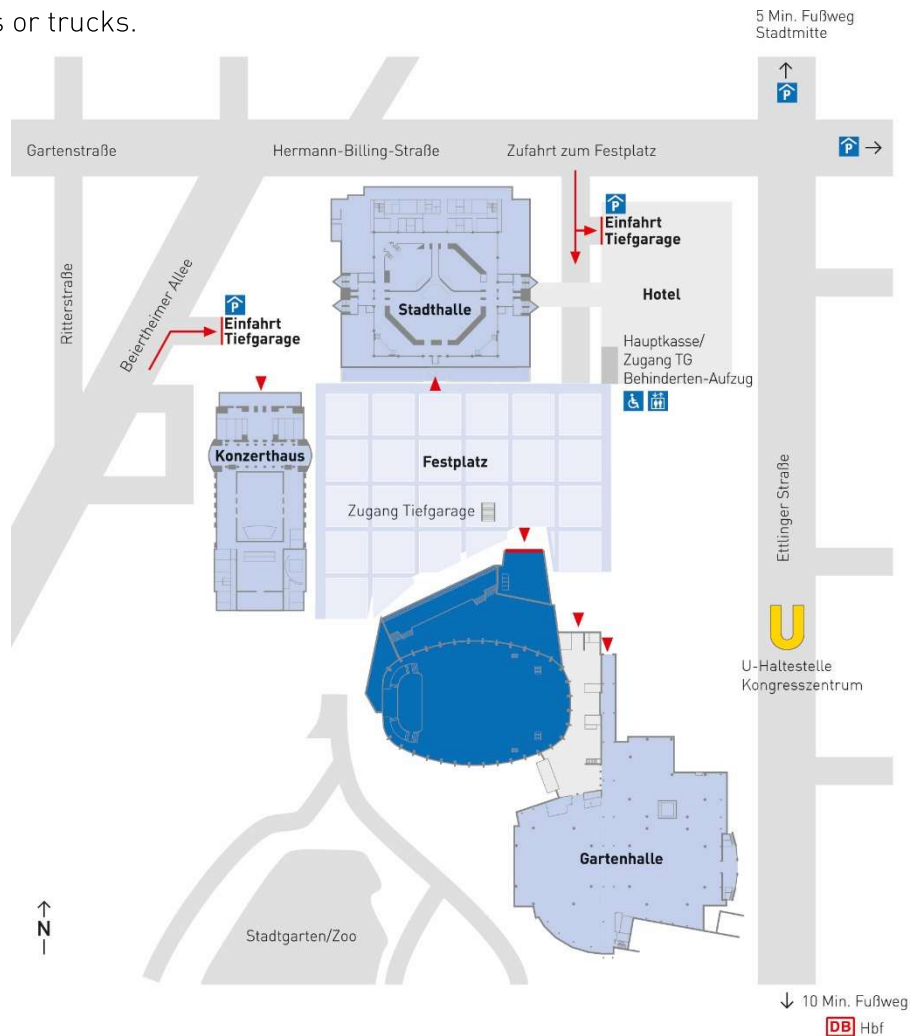 s or trucks.
5 Min. Fußweg
Stadtmitte
P
Gartenstraße
Hermann-Billing-Straße
Zufahrt zum Festplatz
P
P
Einfahrt
Tiefgarage
Ritterstraße
Beiertheimer Allee
P
Einfahrt
Tiefgarage
Stadthalle
Hotel
Hauptkasse/
Zugang TG
Behinderten-Aufzug
Konzerthaus
Festplatz
Zugang Tiefgarage
Ettlinger Straße
U
U-Haltestelle
Kongresszentrum
Gartenhalle
N
Stadtgarten/Zoo
10 Min. Fußweg
DB Hbf